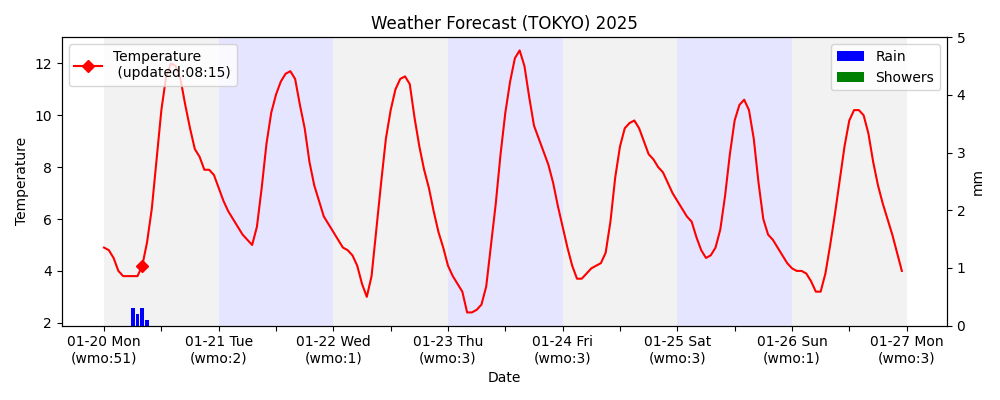 Weather Forecast (TOKYO) 2025
Temperature
(updated:08:15)
Rain
Showers
Temperature
12
10
8
6
4
2
5
4
3
2
1
0
mm
01-20 Mon
(wmo:51)
01-21 Tue
(wmo:2)
01-22 Wed
(wmo:1)
01-23 Thu
(wmo:3)
01-24 Fri
(wmo:3)
01-25 Sat
(wmo:3)
01-26 Sun
(wmo:1)
01-27 Mon
(wmo:3)
Date